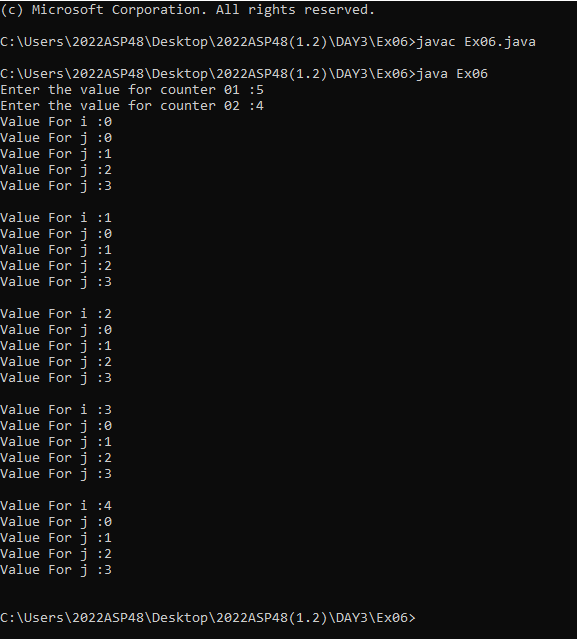 (c) Microsoft Corporation. All rights reserved.
C:\Users\2022ASP48\Desktop\2022ASP48(1.2)\DAY3\Ex06>javac Ex06.java
C:\Users\2022ASP48\Desktop\2022ASP48(1.2)\DAY3\Ex06>java Ex06
Enter the value for counter 01 :5
Enter the value for counter 02 :4
Value For i :0
Value For j :0
Value For j :1
Value For j :2
Value For j :3
Value For i :1
Value For j :0
Value For j :1
Value For j :2
Value For j :3
Value For i :2
Value For j :0
Value For j :1
Value For j :2
Value For j :3
Value For i :3
Value For j :0
Value For j :1
Value For j :2
Value For j :3
Value For i :4
Value For j :0
Value For j :1
Value For j :2
Value For j :3
C:\Users\2022ASP48\Desktop\2022ASP48(1.2)\DAY3\Ex06>